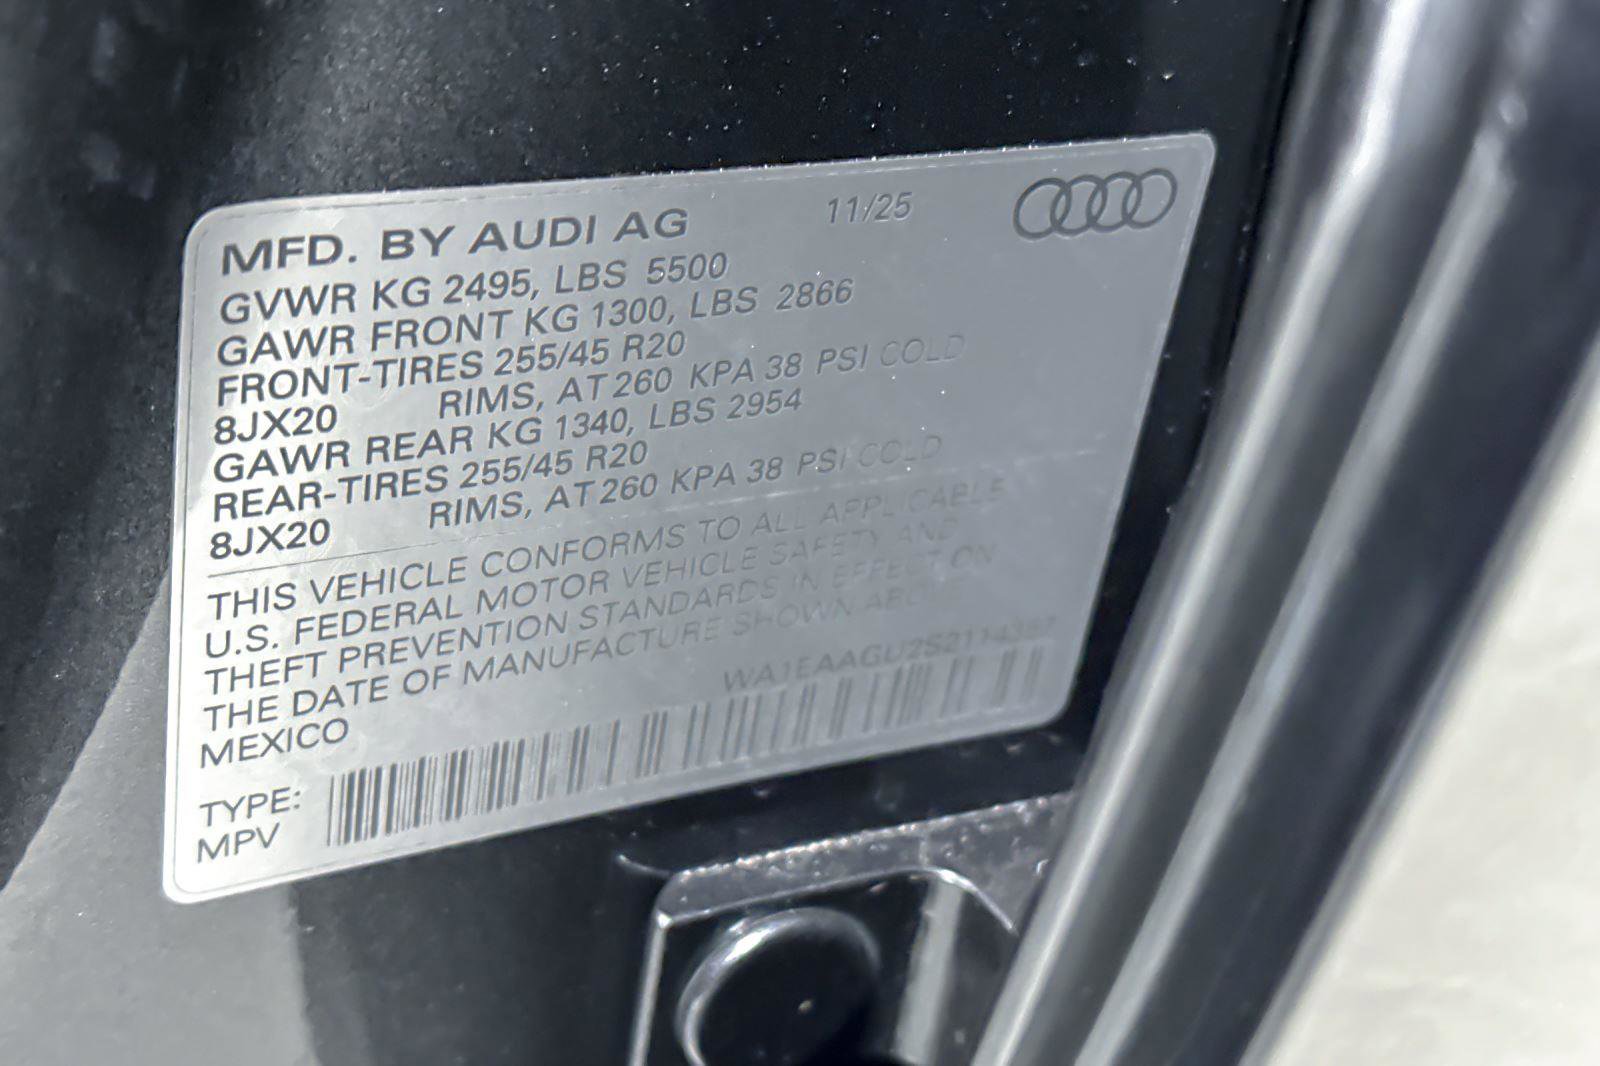 MFD. BY AUDI AG 11/25
GVWR KG 2495, LBS 5500
GAWR FRONT KG 1300, LBS 2866
FRONT-TIRES 255/45 R20
8JX20 RIMS, AT 260 KPA 38 PSI COLD
GAWR REAR KG 1340, LBS 2954
REAR-TIRES 255/45 R20
8JX20 RIMS, AT 260 KPA 38 PSI COLD
THIS VEHICLE CONFORMS TO ALL APPLICABLE
U.S. FEDERAL MOTOR VEHICLE SAFETY AND
THEFT PREVENTION STANDARDS IN EFFECT ON
THE DATE OF MANUFACTURE SHOWN ABOVE
MEXICO
TYPE:
MPV